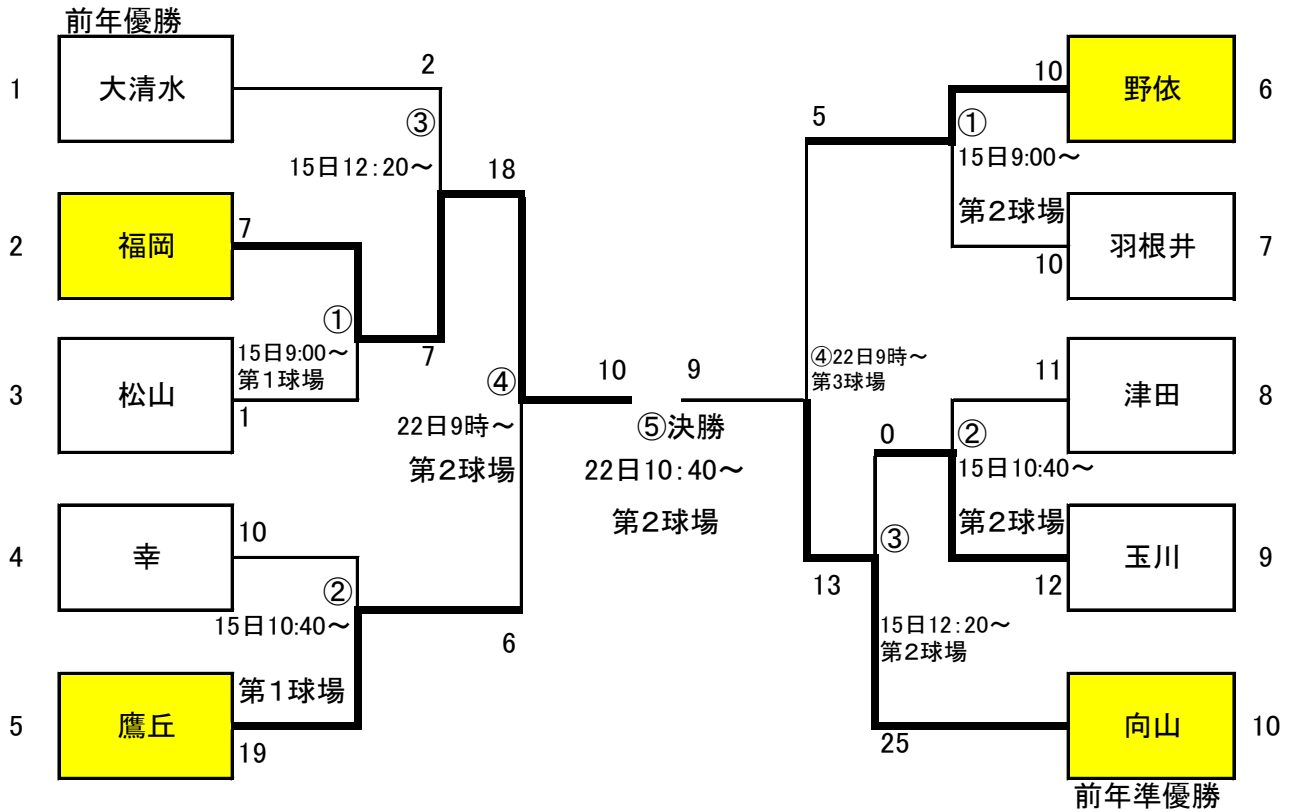 前年優勝
1
大清水
2
③
15日12:20～
18
2
福岡
7
①
15日9:00～
第1球場
7
3
松山
1
④
22日9時～
第2球場
4
幸
10
②
15日10:40～
第1球場
6
5
鷹丘
19
10
9
⑤決勝
22日10:40～
第2球場
5
10
野依
6
①
15日9:00～
第2球場
10
羽根井
7
④22日9時～
第3球場
11
津田
8
0
②
15日10:40～
第2球場
12
玉川
9
③
13
15日12:20～
第2球場
25
向山
10
前年準優勝